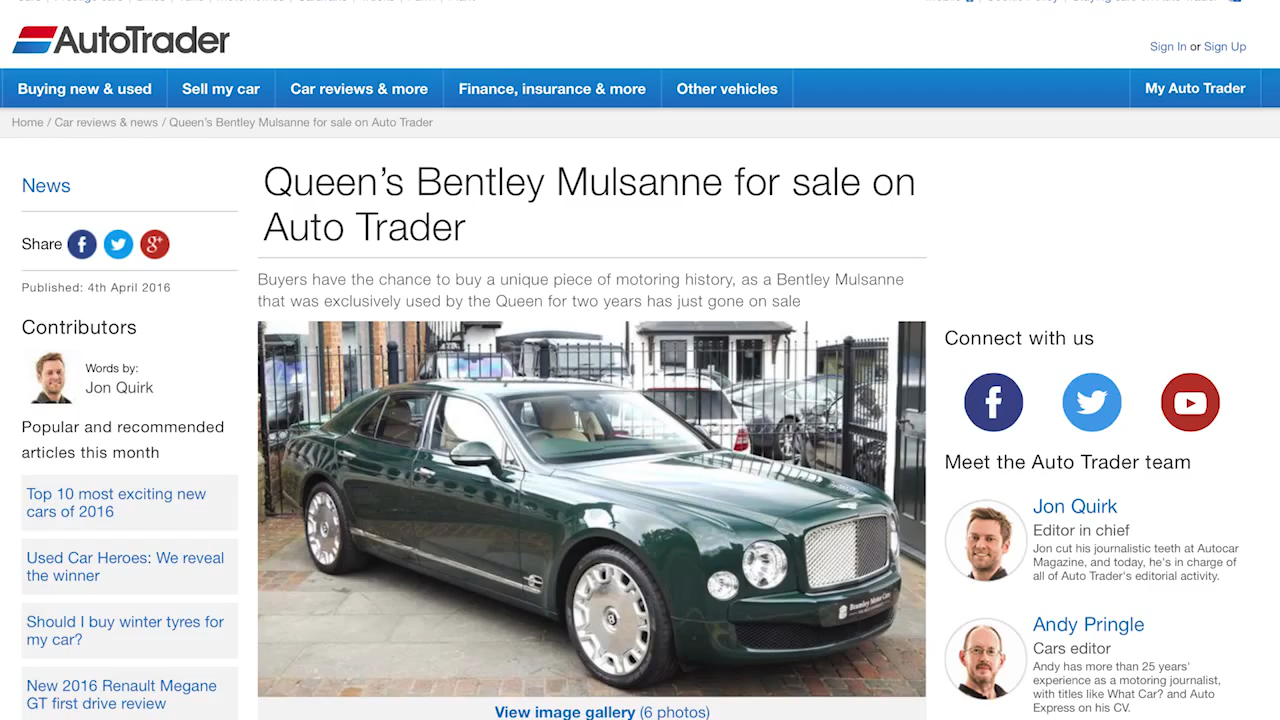 AutoTrader
Sign In or Sign Up
Buying new & used
Sell my car
Car reviews & more
Finance, insurance & more
Other vehicles
My Auto Trader
Home / Car reviews & news / Queen's Bentley Mulsanne for sale on Auto Trader
News
Share
Published: 4th April 2016
Contributors
Words by:
Jon Quirk
Popular and recommended
articles this month
Top 10 most exciting new
cars of 2016
Used Car Heroes: We reveal
the winner
Should I buy winter tyres for
my car?
New 2016 Renault Megane
GT first drive review
Queen's Bentley Mulsanne for sale on
Auto Trader
Buyers have the chance to buy a unique piece of motoring history, as a Bentley Mulsanne
that was exclusively used by the Queen for two years has just gone on sale
Bramley Motor Cars
View image gallery (6 photos)
Connect with us
Meet the Auto Trader team
Jon Quirk
Editor in chief
Jon cut his journalistic teeth at Autocar
Magazine, and today, he's in charge of
all of Auto Trader's editorial activity.
Andy Pringle
Cars editor
Andy has more than 25 years'
experience as a motoring journalist,
with titles like What Car? and Auto
Express on his CV.